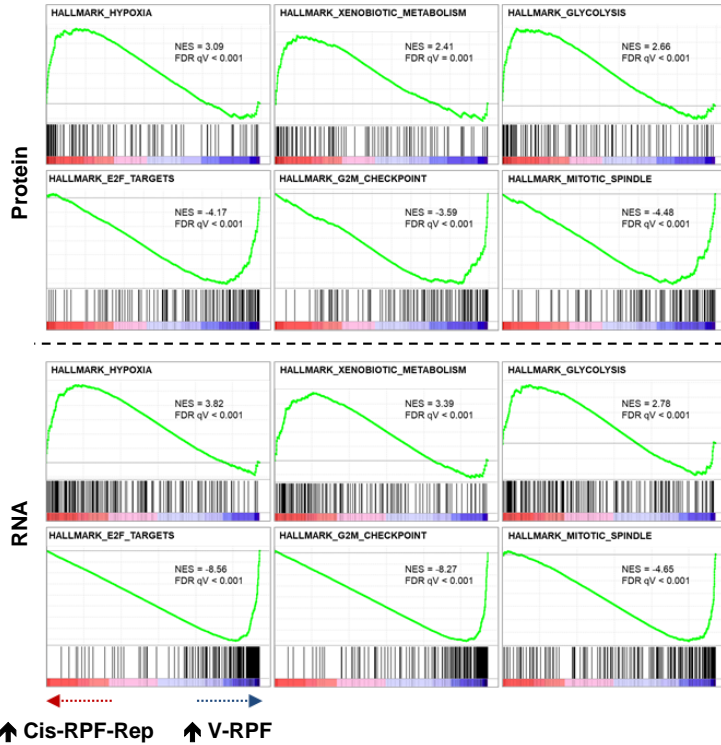 HALLMARK_HYPOXIA
NES = 3.09
FDR qV < 0.001
HALLMARK_XENOBIOTIC_METABOLISM
NES = 2.41
FDR qV = 0.001
HALLMARK_GLYCOLYSIS
NES = 2.66
FDR qV < 0.001
Protein
HALLMARK_E2F_TARGETS
NES = -4.17
FDR qV < 0.001
HALLMARK_G2M_CHECKPOINT
NES = -3.59
FDR qV < 0.001
HALLMARK_MITOTIC_SPINDLE
NES = -4.48
FDR qV < 0.001
HALLMARK_HYPOXIA
NES = 3.82
FDR qV < 0.001
HALLMARK_XENOBIOTIC_METABOLISM
NES = 3.39
FDR qV < 0.001
HALLMARK_GLYCOLYSIS
NES = 2.78
FDR qV < 0.001
RNA
HALLMARK_E2F_TARGETS
NES = -8.56
FDR qV < 0.001
HALLMARK_G2M_CHECKPOINT
NES = -8.27
FDR qV < 0.001
HALLMARK_MITOTIC_SPINDLE
NES = -4.65
FDR qV < 0.001
↑ Cis-RPF-Rep ↑ V-RPF